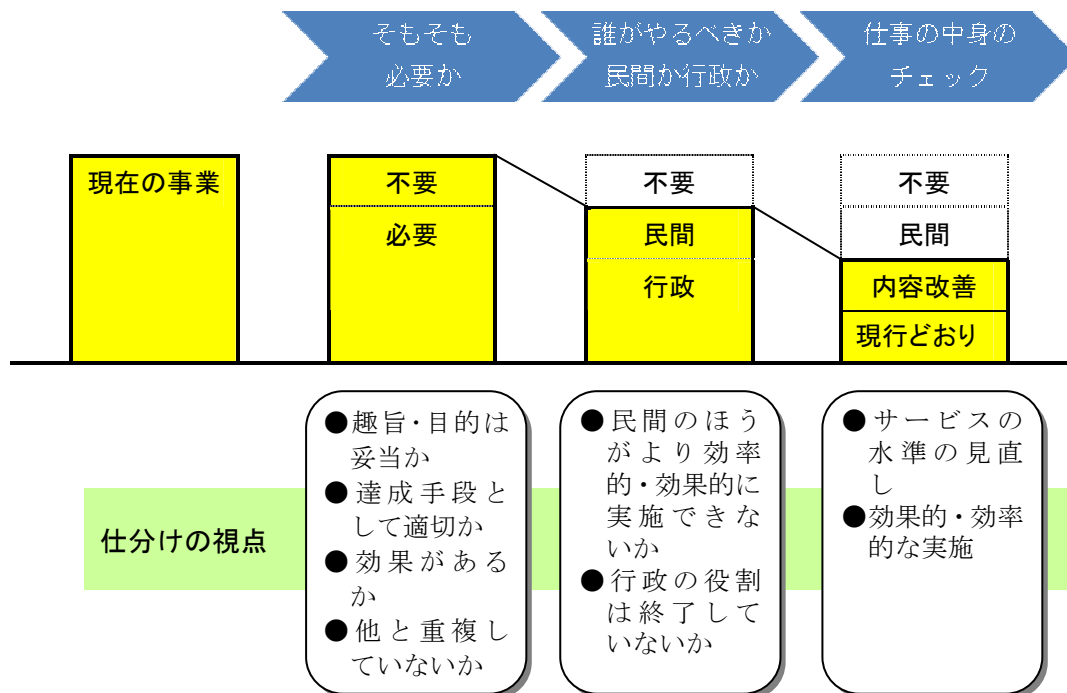 そもそも
必要か
誰がやるべきか
民間か行政か
仕事の中身の
チェック
現在の事業
不要
必要
不要
民間
行政
不要
民間
内容改善
現行どおり
仕分けの視点
●趣旨・目的は
妥当か
●達成手段と
して適切か
●効果がある
か
●他と重複し
ていないか
●民間のほう
がより効率
的・効果的に
実施できな
いか
●行政の役割
は終了して
いないか
●サービスの
水準の見直
し
●効果的・効率
的な実施